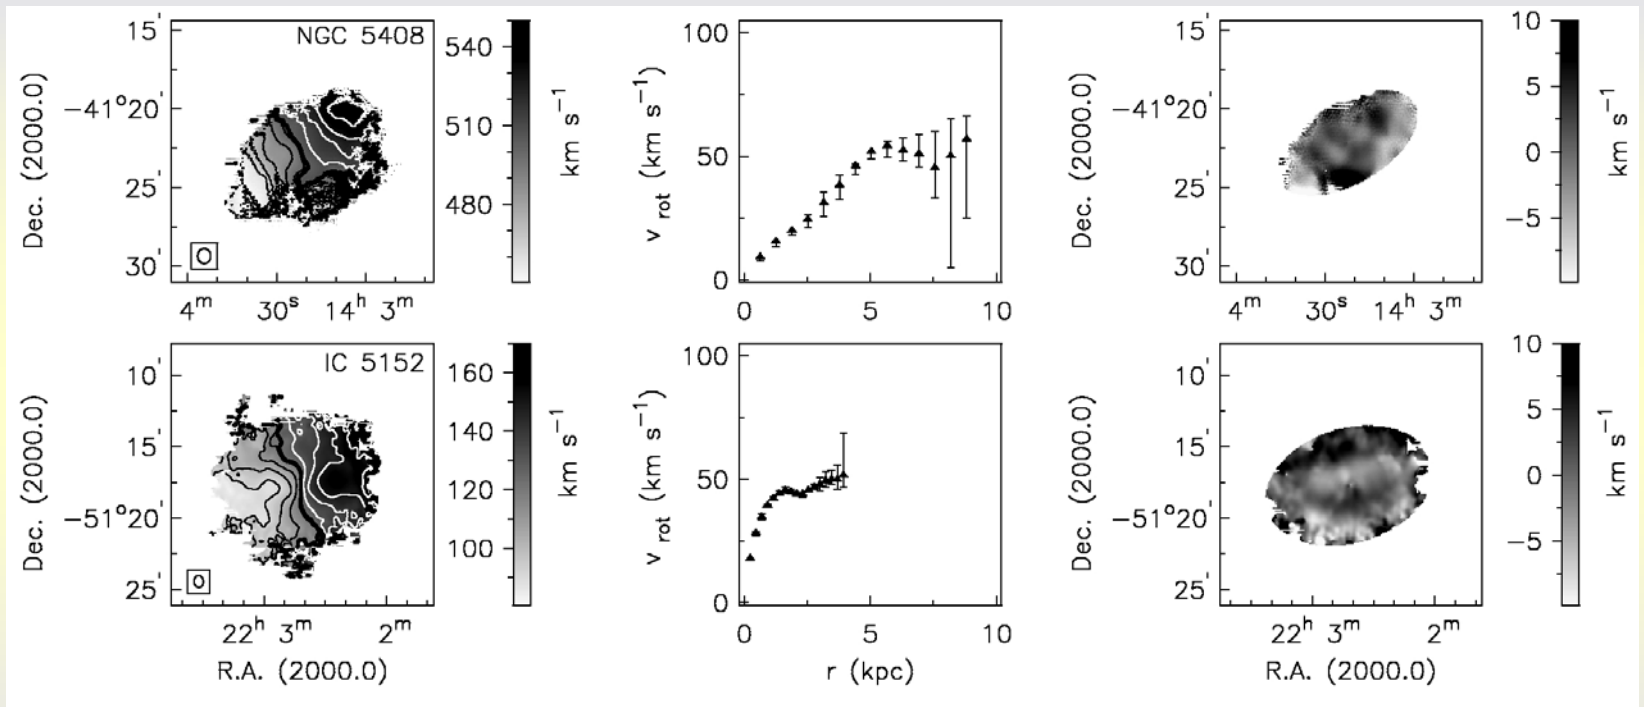 NGC 5408
15'
−41°20'
25'
30'
Dec. (2000.0)
4ᵐ 30ˢ 14ʰ 3ᵐ
540
510
480
km s⁻¹
100
50
0
v rot (km s⁻¹)
0 5 10
15'
−41°20'
25'
30'
Dec. (2000.0)
4ᵐ 30ˢ 14ʰ 3ᵐ
10
5
0
−5
km s⁻¹
IC 5152
10'
15'
−51°20'
25'
Dec. (2000.0)
22ʰ 3ᵐ 2ᵐ
R.A. (2000.0)
160
140
120
100
km s⁻¹
100
50
0
v rot (km s⁻¹)
0 5 10
r (kpc)
10'
15'
−51°20'
25'
Dec. (2000.0)
22ʰ 3ᵐ 2ᵐ
R.A. (2000.0)
10
5
0
−5
km s⁻¹